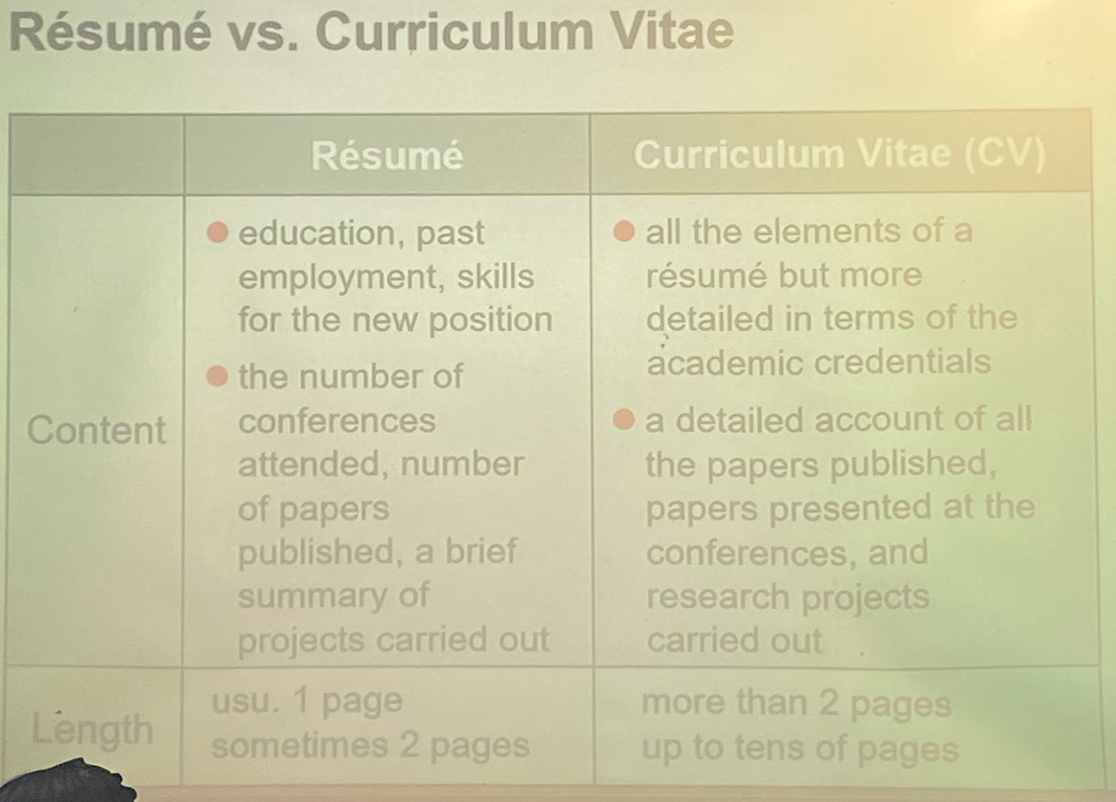 Résumé vs. Curriculum Vitae
Résumé
Curriculum Vitae (CV)
Content
education, past
employment, skills
for the new position
the number of
conferences
attended, number
of papers
published, a brief
summary of
projects carried out
all the elements of a
résumé but more
detailed in terms of the
academic credentials
a detailed account of all
the papers published,
papers presented at the
conferences, and
research projects
carried out
Length
usu. 1 page
sometimes 2 pages
more than 2 pages
up to tens of pages